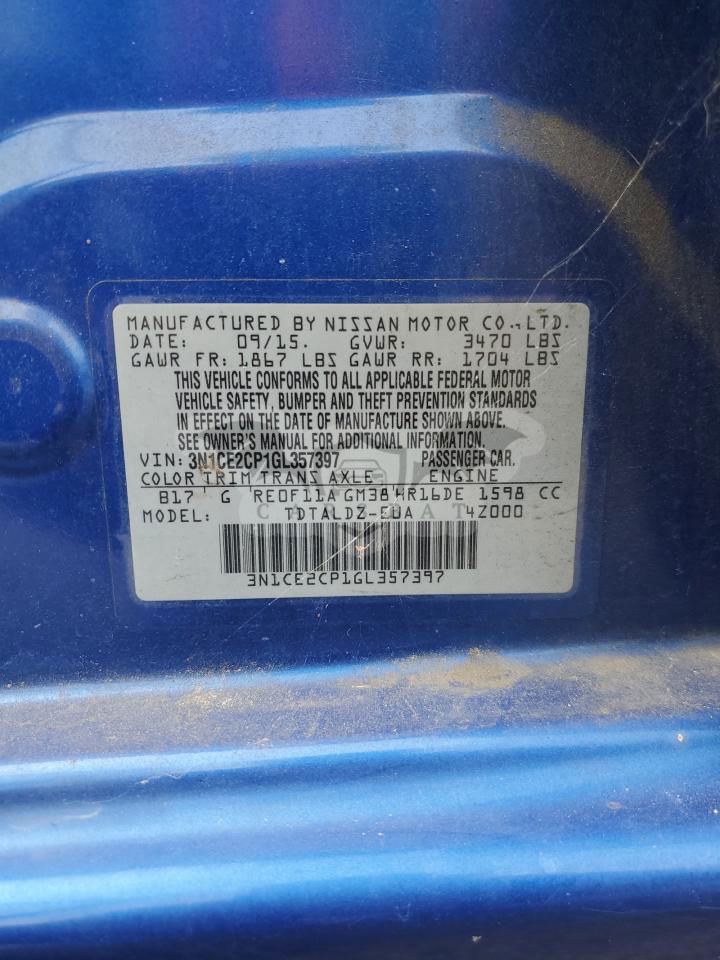 MANUFACTURED BY NISSAN MOTOR CO., LTD.
DATE: 09/15. GVWR: 3470 LBS
GAWR FR: 1867 LBS GAWR RR: 1704 LBS
THIS VEHICLE CONFORMS TO ALL APPLICABLE FEDERAL MOTOR
VEHICLE SAFETY, BUMPER AND THEFT PREVENTION STANDARDS
IN EFFECT ON THE DATE OF MANUFACTURE SHOWN ABOVE.
SEE OWNER'S MANUAL FOR ADDITIONAL INFORMATION.
VIN: 3N1CE2CP1GL357397 PASSENGER CAR.
COLOR TRIM TRANS AXLE ENGINE
B17 G RE0F11A GM38 HR16DE 1598 CC
MODEL: TDTALDZ-EUA 4Z000
3N1CE2CP1GL357397